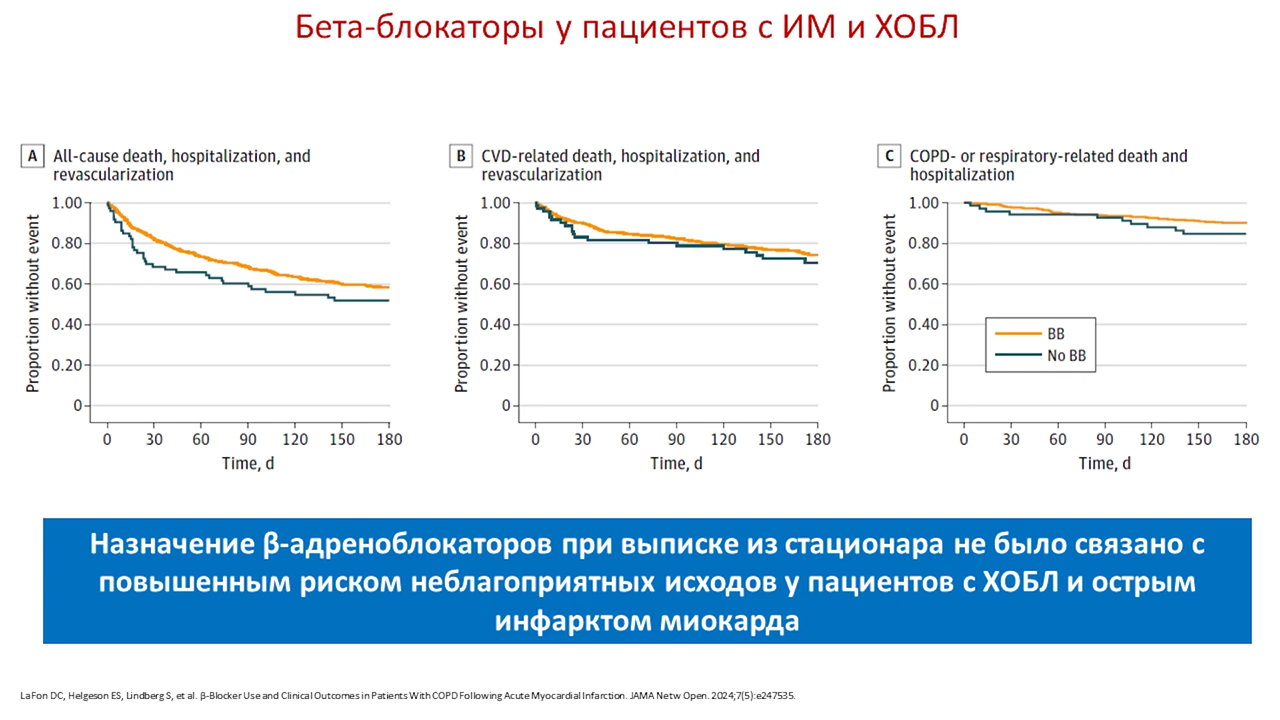 Бета-блокаторы у пациентов с ИМ и ХОБЛ
A All-cause death, hospitalization, and
revascularization
Proportion without event
1.00
0.80
0.60
0.40
0.20
0
0 30 60 90 120 150 180
Time, d
B CVD-related death, hospitalization, and
revascularization
Proportion without event
1.00
0.80
0.60
0.40
0.20
0
0 30 60 90 120 150 180
Time, d
C COPD- or respiratory-related death and
hospitalization
Proportion without event
1.00
0.80
0.60
0.40
0.20
0
BB
No BB
0 30 60 90 120 150 180
Time, d
Назначение β-адреноблокаторов при выписке из стационара не было связано с
повышенным риском неблагоприятных исходов у пациентов с ХОБЛ и острым
инфарктом миокарда
LaFon DC, Helgeson ES, Lindberg S, et al. β-Blocker Use and Clinical Outcomes in Patients With COPD Following Acute Myocardial Infarction. JAMA Netw Open. 2024;7(5):e247535.